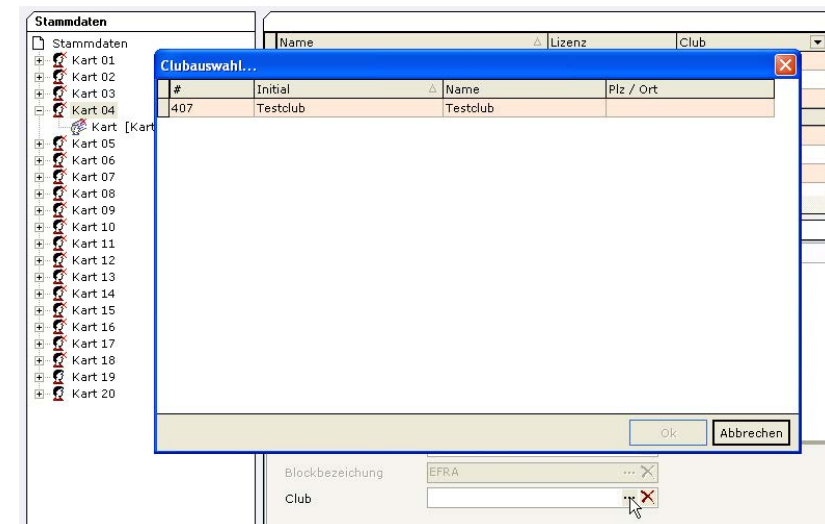 Stammdaten
Stammdaten
Kart 01
Kart 02
Kart 03
Kart 04
Kart [Kart
Kart 05
Kart 06
Kart 07
Kart 08
Kart 09
Kart 10
Kart 11
Kart 12
Kart 13
Kart 14
Kart 15
Kart 16
Kart 17
Kart 18
Kart 19
Kart 20
Name Lizenz Club
Clubauswahl...
# Initial Name Plz / Ort
407 Testclub Testclub
Ok Abbrechen
Blockbezeichung EFRA ...
Club ...